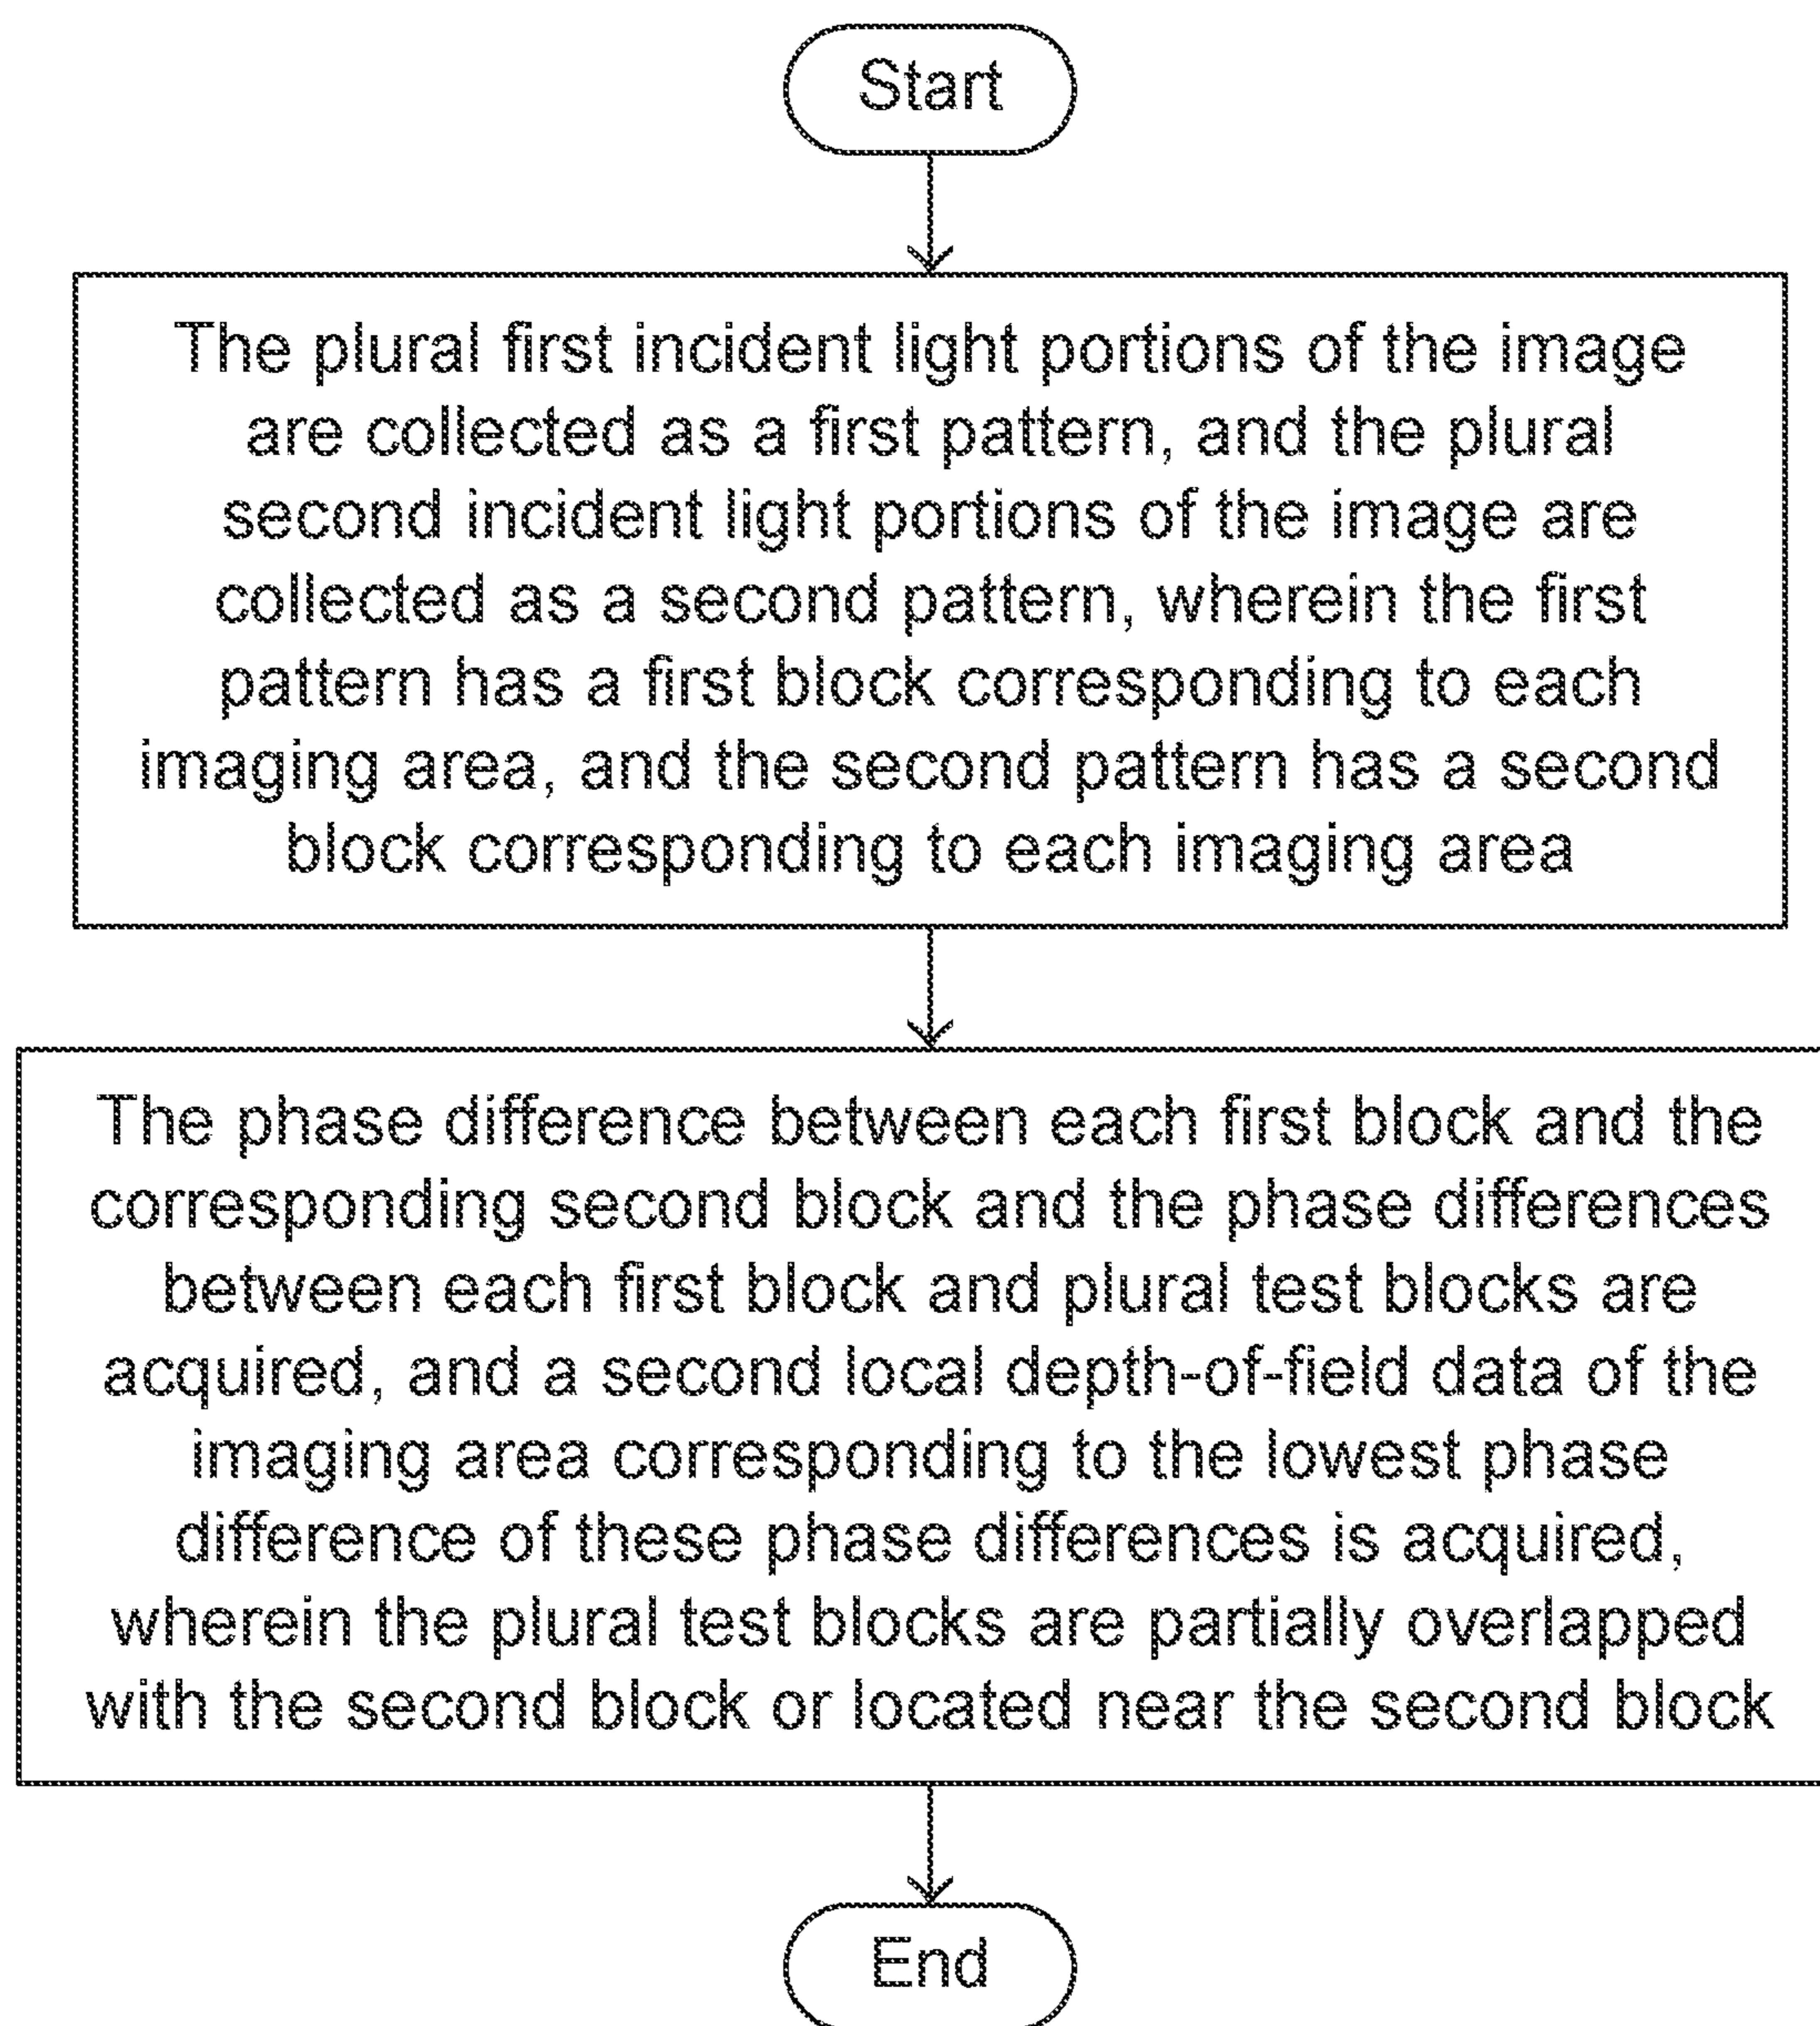 Start
The plural first incident light portions of the image
are collected as a first pattern, and the plural
second incident light portions of the image are
collected as a second pattern, wherein the first
pattern has a first block corresponding to each
imaging area, and the second pattern has a second
block corresponding to each imaging area
The phase difference between each first block and the
corresponding second block and the phase differences
between each first block and plural test blocks are
acquired, and a second local depth-of-field data of the
imaging area corresponding to the lowest phase
difference of these phase differences is acquired,
wherein the plural test blocks are partially overlapped
with the second block or located near the second block
End